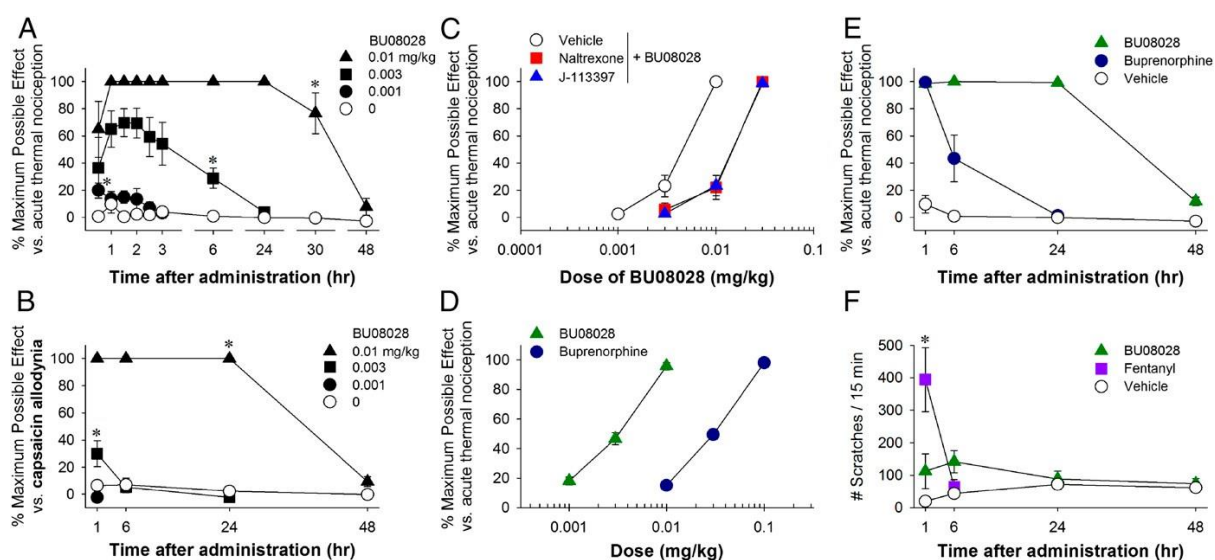 A
BU08028
0.01 mg/kg
0.003
0.001
0
% Maximum Possible Effect
vs. acute thermal nociception
100
80
60
40
20
0
*
*
*
1 2 3 6 24 30 48
Time after administration (hr)
B
BU08028
0.01 mg/kg
0.003
0.001
0
% Maximum Possible Effect
vs. capsaicin allodynia
100
80
60
40
20
0
*
*
1 6 24 48
Time after administration (hr)
C
Vehicle
Naltrexone + BU08028
J-113397
% Maximum Possible Effect
vs. acute thermal nociception
100
80
60
40
20
0
0.0001 0.001 0.01 0.1
Dose of BU08028 (mg/kg)
D
BU08028
Buprenorphine
% Maximum Possible Effect
vs. acute thermal nociception
100
80
60
40
20
0
0.001 0.01 0.1
Dose (mg/kg)
E
BU08028
Buprenorphine
Vehicle
% Maximum Possible Effect
vs. acute thermal nociception
100
80
60
40
20
0
1 6 24 48
Time after administration (hr)
F
BU08028
Fentanyl
Vehicle
# Scratches / 15 min
500
400
300
200
100
0
*
1 6 24 48
Time after administration (hr)